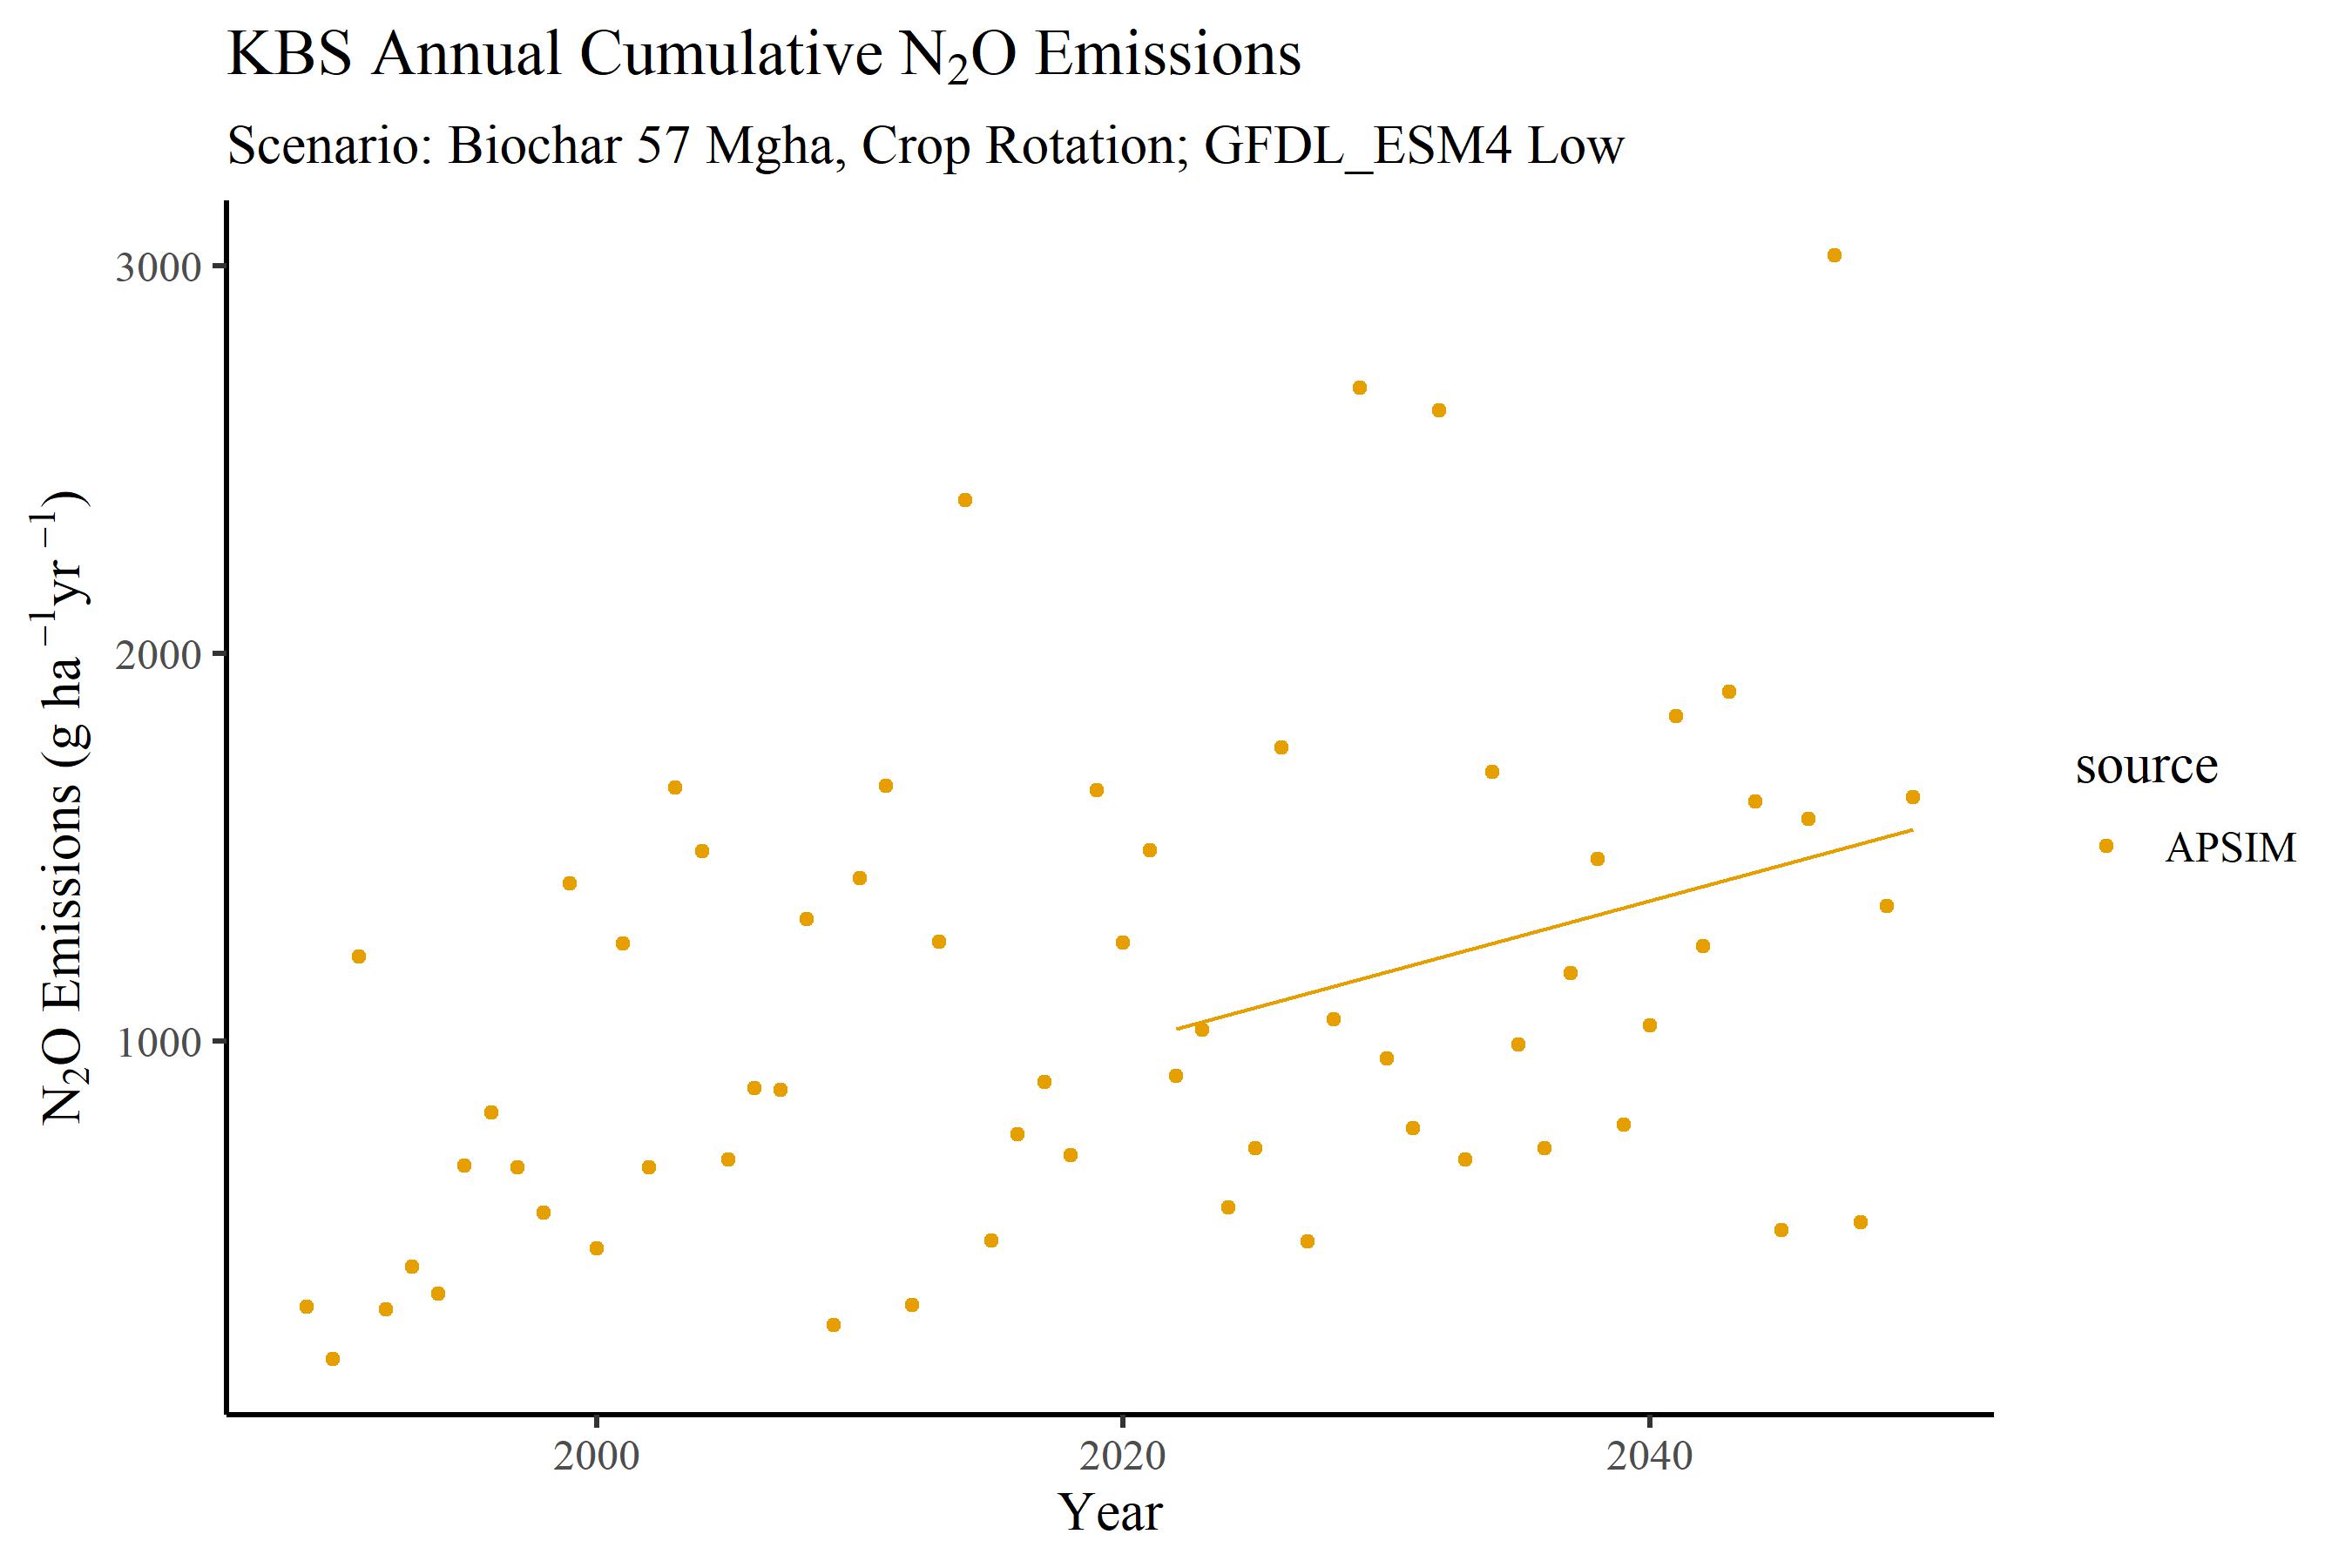 KBS Annual Cumulative N₂O Emissions
Scenario: Biochar 57 Mgha, Crop Rotation; GFDL_ESM4 Low
N₂O Emissions (g ha⁻¹yr⁻¹)
3000
2000
1000
2000 2020 2040
Year
source
APSIM